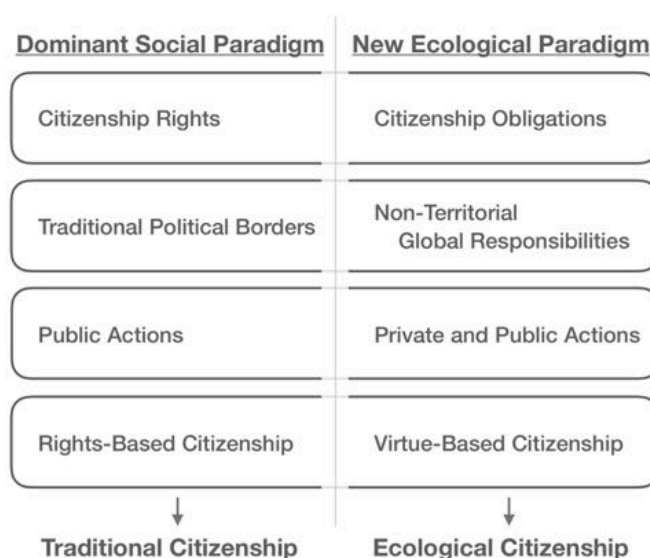 Dominant Social Paradigm
New Ecological Paradigm
Citizenship Rights
Citizenship Obligations
Traditional Political Borders
Non-Territorial
Global Responsibilities
Public Actions
Private and Public Actions
Rights-Based Citizenship
Virtue-Based Citizenship
Traditional Citizenship
Ecological Citizenship